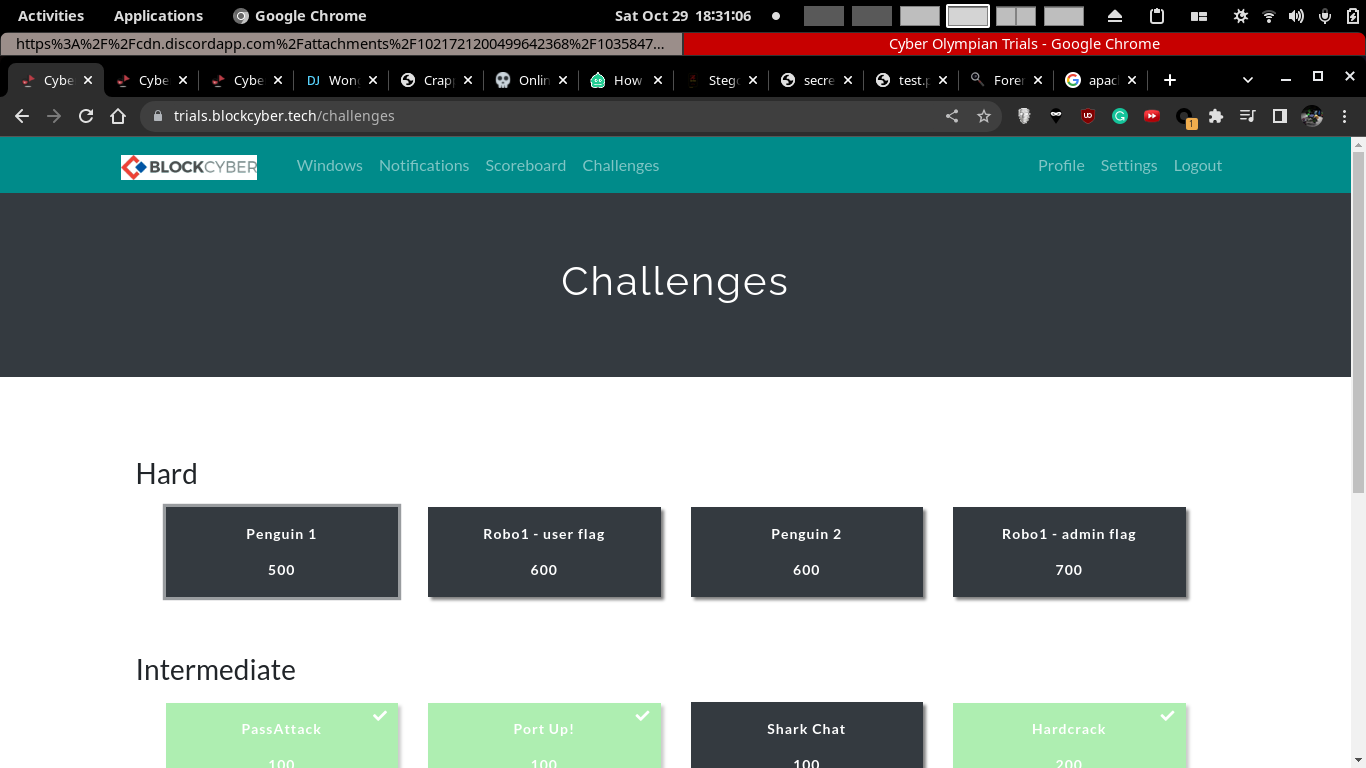 Activities Applications Google Chrome Sat Oct 29 18:31:06
https%3A%2F%2Fcdn.discordapp.com%2Fattachments%2F1021721200499642368%2F1035847... Cyber Olympian Trials - Google Chrome
Cybe Cybe Cybe DJ Won Crap Onlin How Steg secre test.p Forer apac
trials.blockcyber.tech/challenges
1
BLOCKCYBER Windows Notifications Scoreboard Challenges Profile Settings Logout
Challenges
Hard
Penguin 1 Robo1 - user flag Penguin 2 Robo1 - admin flag
500 600 600 700
Intermediate
PassAttack Port Up! Shark Chat Hardcrack
100 100 100 200